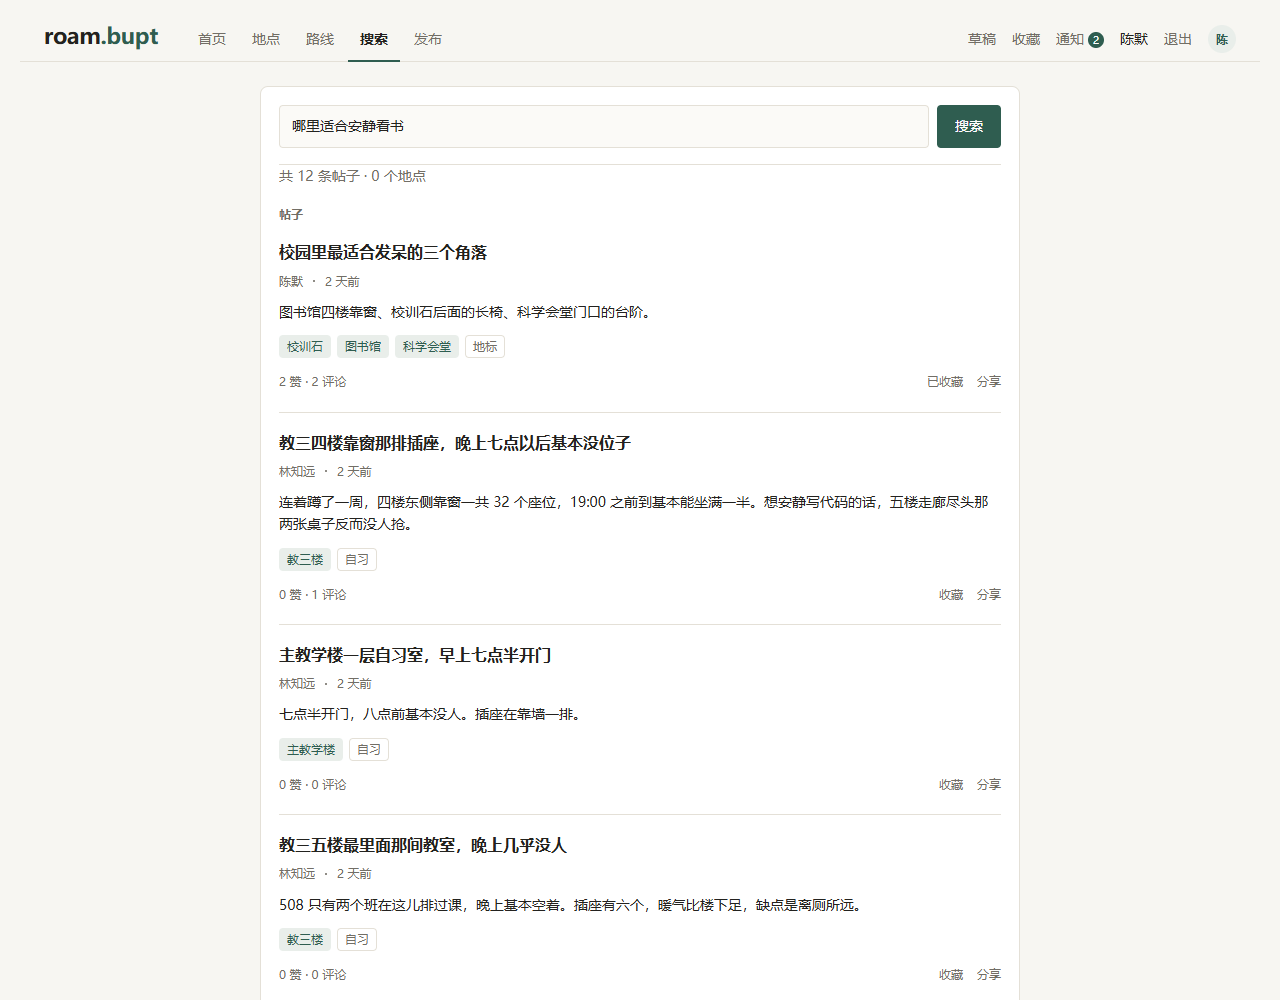 roam.bupt 首页 地点 路线 搜索 发布 草稿 收藏 通知 2 陈默 退出 陈
哪里适合安静看书 搜索
共 12 条帖子 · 0 个地点
帖子
校园里最适合发呆的三个角落
陈默 · 2 天前
图书馆四楼靠窗、校训石后面的长椅、科学会堂门口的台阶。
校训石 图书馆 科学会堂 地标
2 赞 · 2 评论 已收藏 分享
教三四楼靠窗那排插座，晚上七点以后基本没位子
林知远 · 2 天前
连着蹲了一周，四楼东侧靠窗一共 32 个座位，19:00 之前到基本能坐满一半。想安静写代码的话，五楼走廊尽头那
两张桌子反而没人抢。
教三楼 自习
0 赞 · 1 评论 收藏 分享
主教学楼一层自习室，早上七点半开门
林知远 · 2 天前
七点半开门，八点前基本没人。插座在靠墙一排。
主教学楼 自习
0 赞 · 0 评论 收藏 分享
教三五楼最里面那间教室，晚上几乎没人
林知远 · 2 天前
508 只有两个班在这儿排过课，晚上基本空着。插座有六个，暖气比楼下足，缺点是离厕所远。
教三楼 自习
0 赞 · 0 评论 收藏 分享